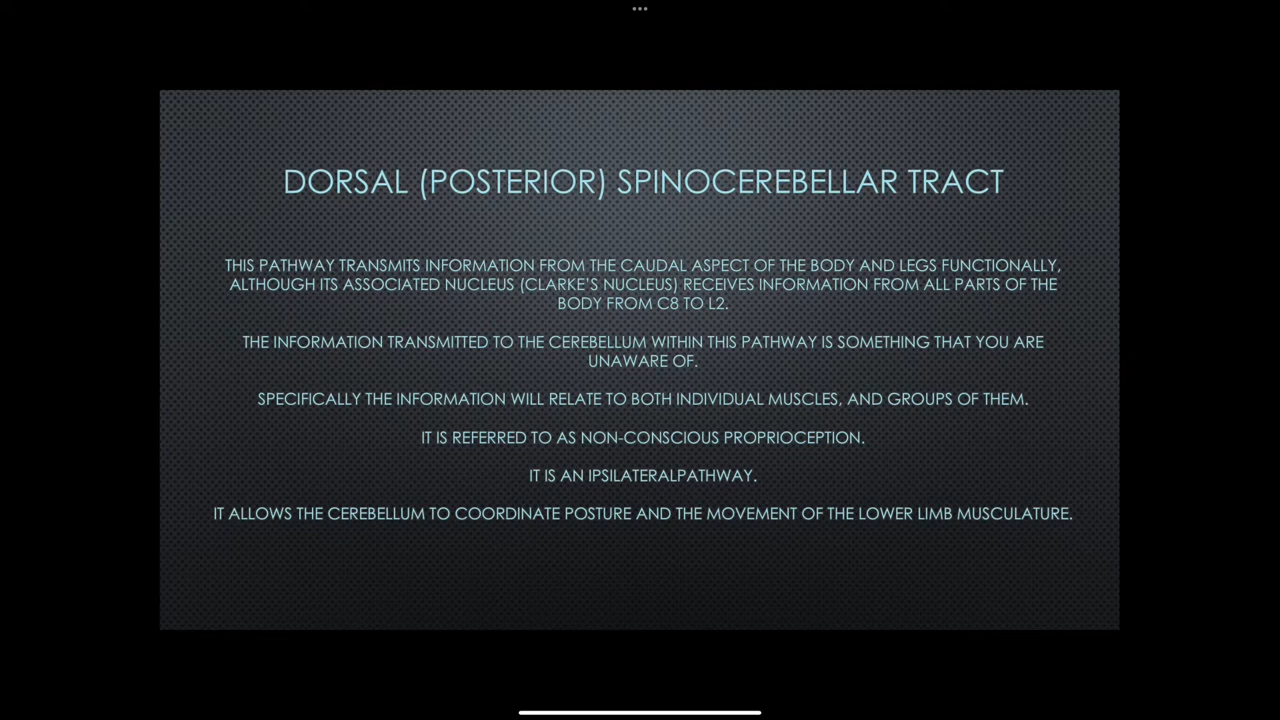 DORSAL (POSTERIOR) SPINOCEREBELLAR TRACT
THIS PATHWAY TRANSMITS INFORMATION FROM THE CAUDAL ASPECT OF THE BODY AND LEGS FUNCTIONALLY,
ALTHOUGH ITS ASSOCIATED NUCLEUS (CLARKE'S NUCLEUS) RECEIVES INFORMATION FROM ALL PARTS OF THE
BODY FROM C8 TO L2.
THE INFORMATION TRANSMITTED TO THE CEREBELLUM WITHIN THIS PATHWAY IS SOMETHING THAT YOU ARE
UNAWARE OF.
SPECIFICALLY THE INFORMATION WILL RELATE TO BOTH INDIVIDUAL MUSCLES, AND GROUPS OF THEM.
IT IS REFERRED TO AS NON-CONSCIOUS PROPRIOCEPTION.
IT IS AN IPSILATERALPATHWAY.
IT ALLOWS THE CEREBELLUM TO COORDINATE POSTURE AND THE MOVEMENT OF THE LOWER LIMB MUSCULATURE.